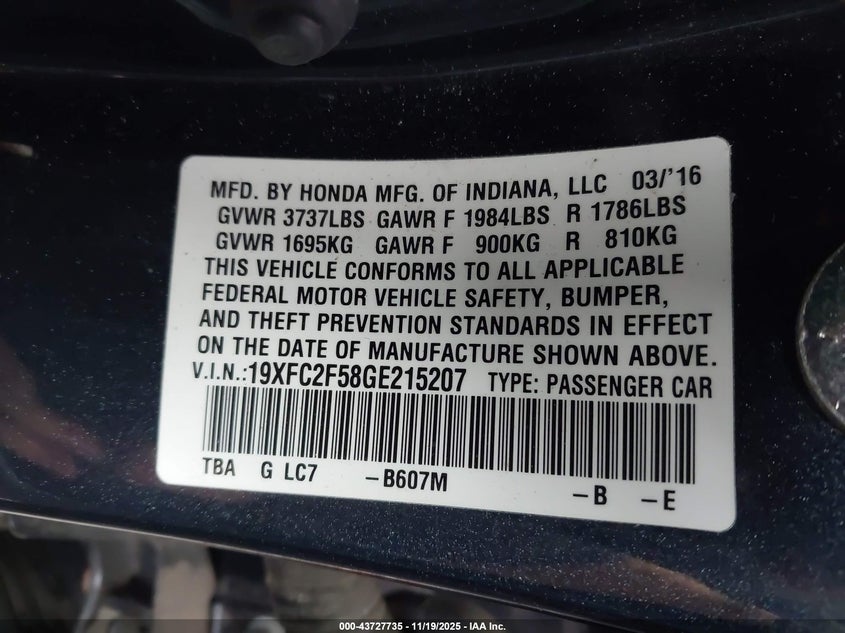 MFD. BY HONDA MFG. OF INDIANA, LLC 03/'16
GVWR 3737LBS GAWR F 1984LBS R 1786LBS
GVWR 1695KG GAWR F 900KG R 810KG
THIS VEHICLE CONFORMS TO ALL APPLICABLE
FEDERAL MOTOR VEHICLE SAFETY, BUMPER,
AND THEFT PREVENTION STANDARDS IN EFFECT
ON THE DATE OF MANUFACTURE SHOWN ABOVE.
V.I.N.:19XFC2F58GE215207 TYPE: PASSENGER CAR
TBA G LC7 -B607M -B -E
000-43727735 - 11/19/2025 - IAA Inc.